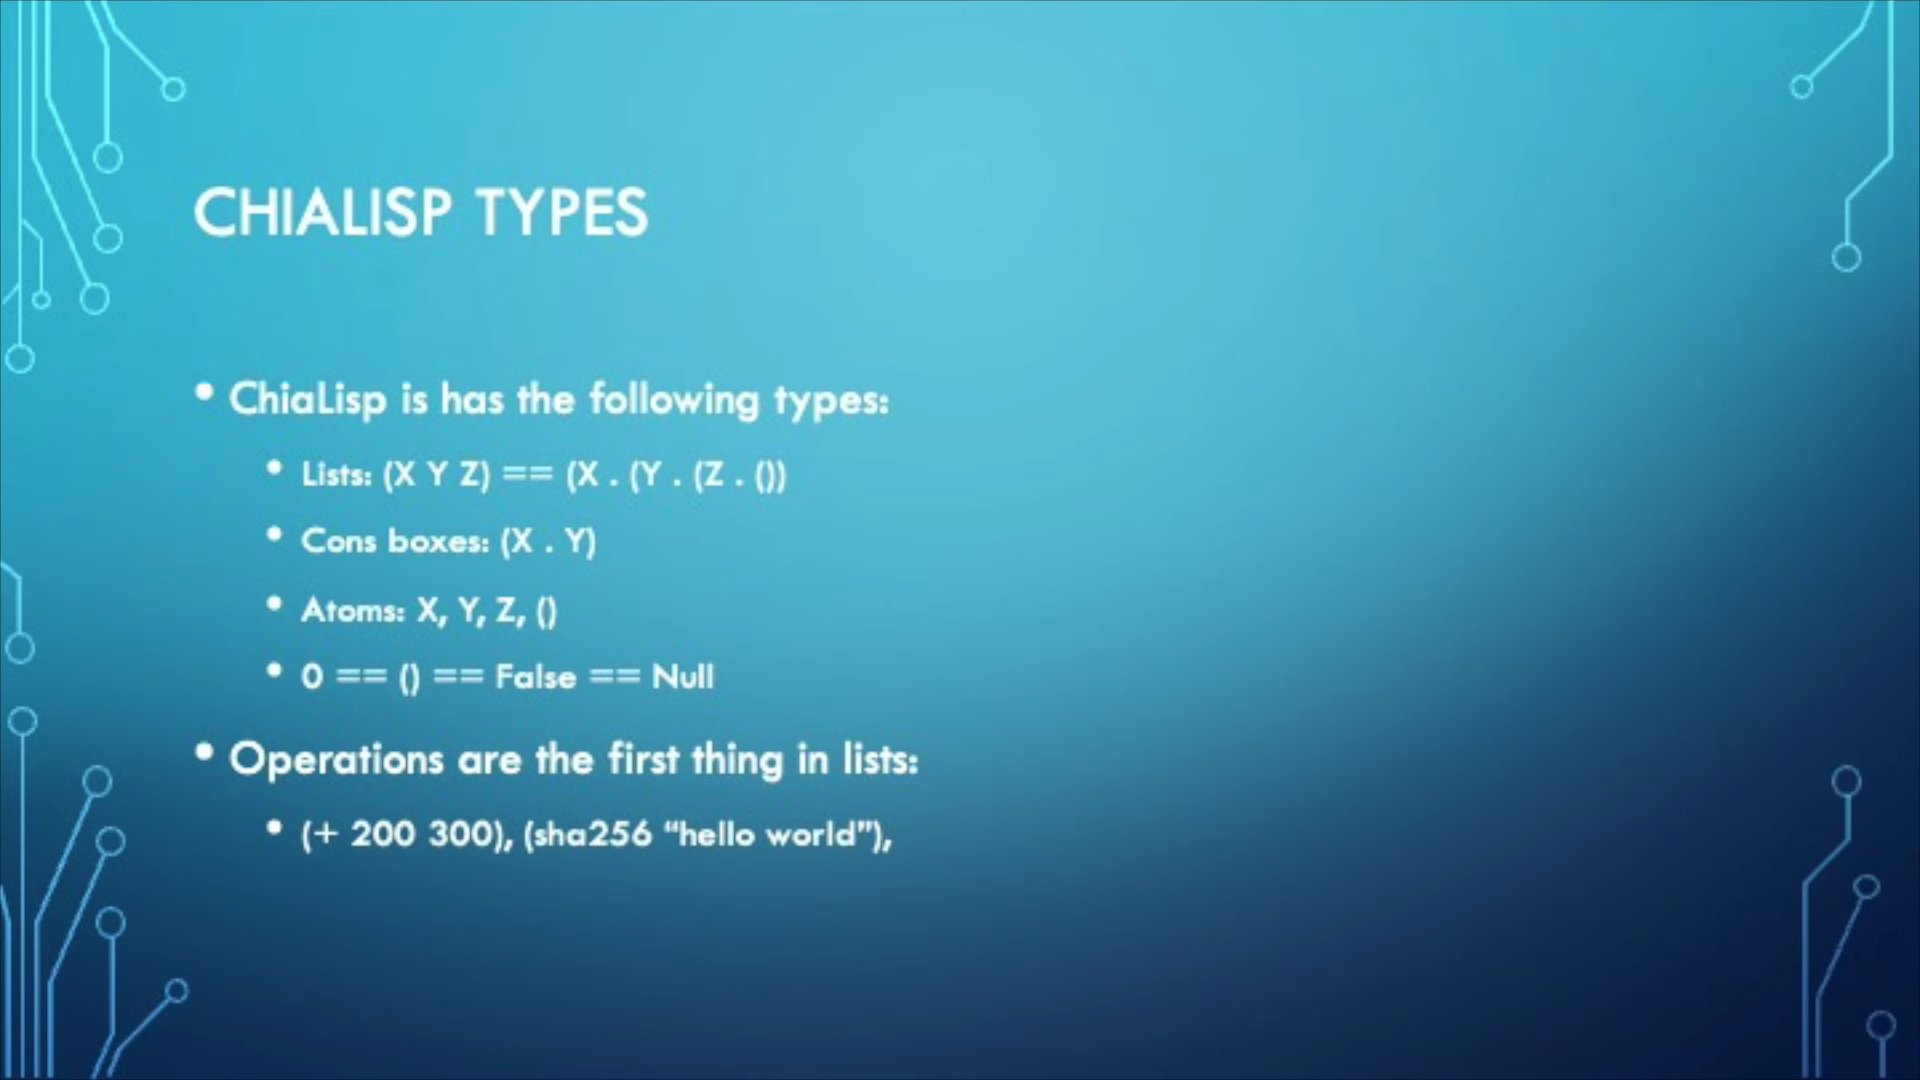 CHIALISP TYPES
• ChiaLisp is has the following types:
• Lists: (X Y Z) == (X . (Y . (Z . ()))
• Cons boxes: (X . Y)
• Atoms: X, Y, Z, ()
• 0 == () == False == Null
• Operations are the first thing in lists:
• (+ 200 300), (sha256 “hello world”),